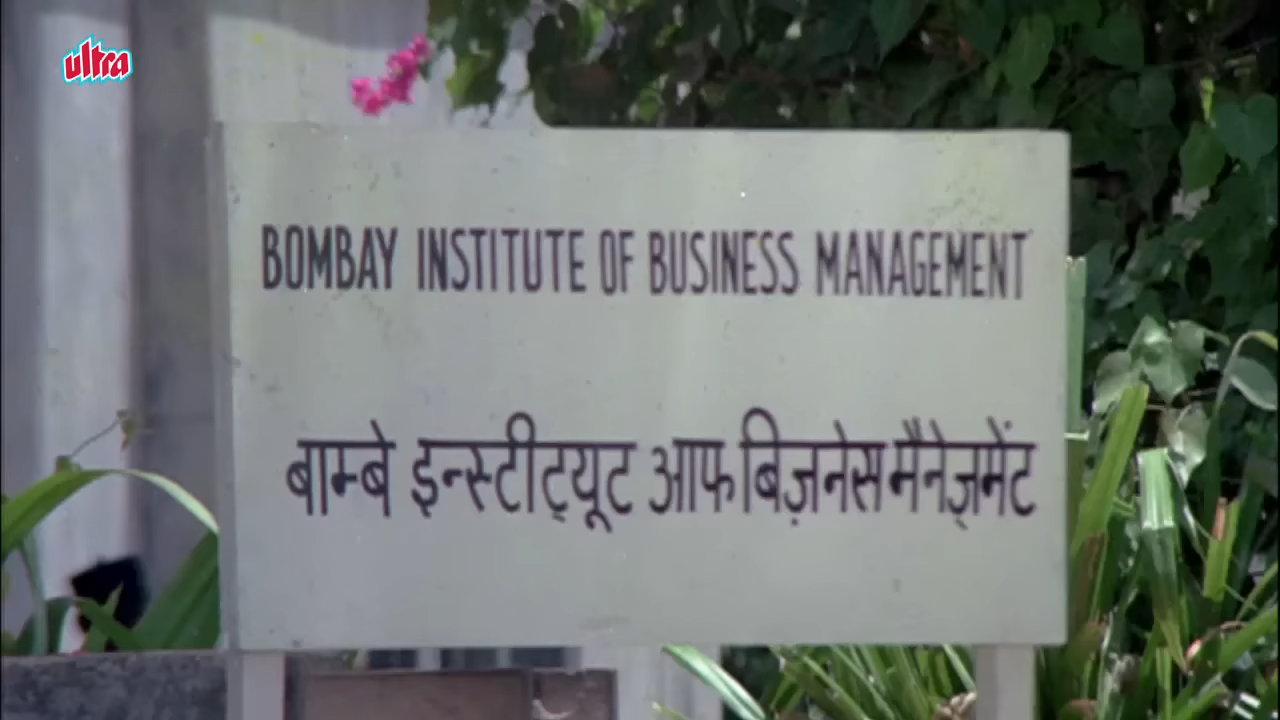 ultra
BOMBAY INSTITUTE OF BUSINESS MANAGEMENT
बाम्बे इन्स्टीट्यूट आफ बिज़नेस मैनेज़्मेंट